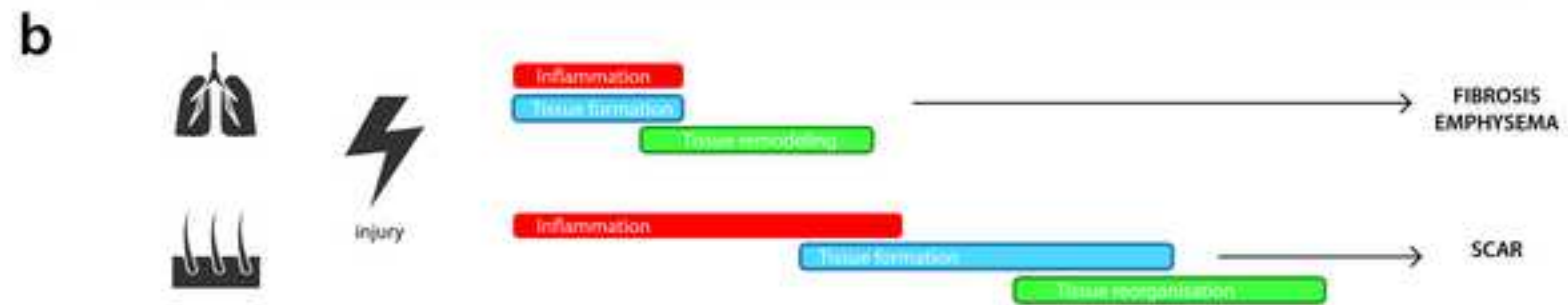 b
Inflammation
Tissue formation
Tissue remodeling
FIBROSIS
EMPHYSEMA
injury
Inflammation
Tissue formation
SCAR
Tissue reorganisation